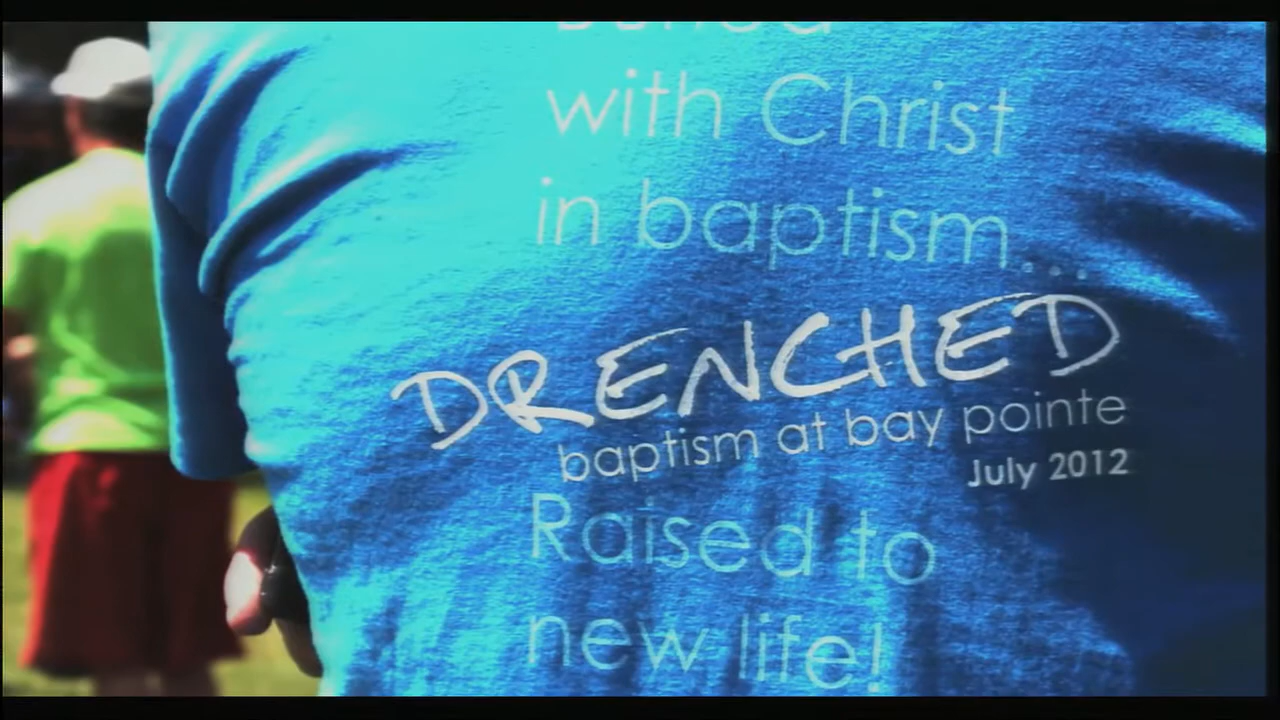 with Christ
in baptism...
DRENCHED
baptism at bay pointe
July 2012
Raised to
new life!